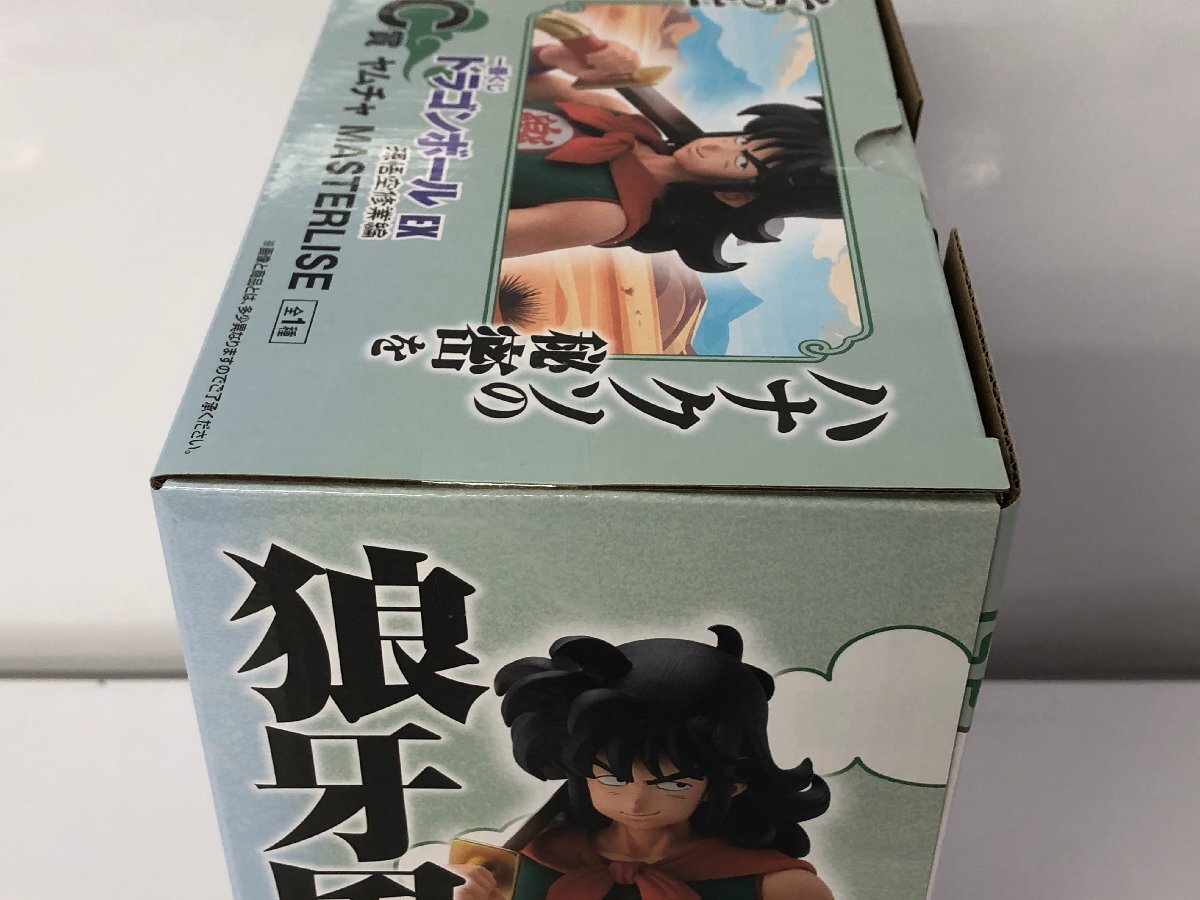 C賞 ヤムチャ MASTERLISE
全1種
一番くじ
ドラゴンボール EX
孫悟空修業編
※画像と商品とは、多少異なりますのでご了承ください。
樂
ハナクソの
秘密を
狼牙風